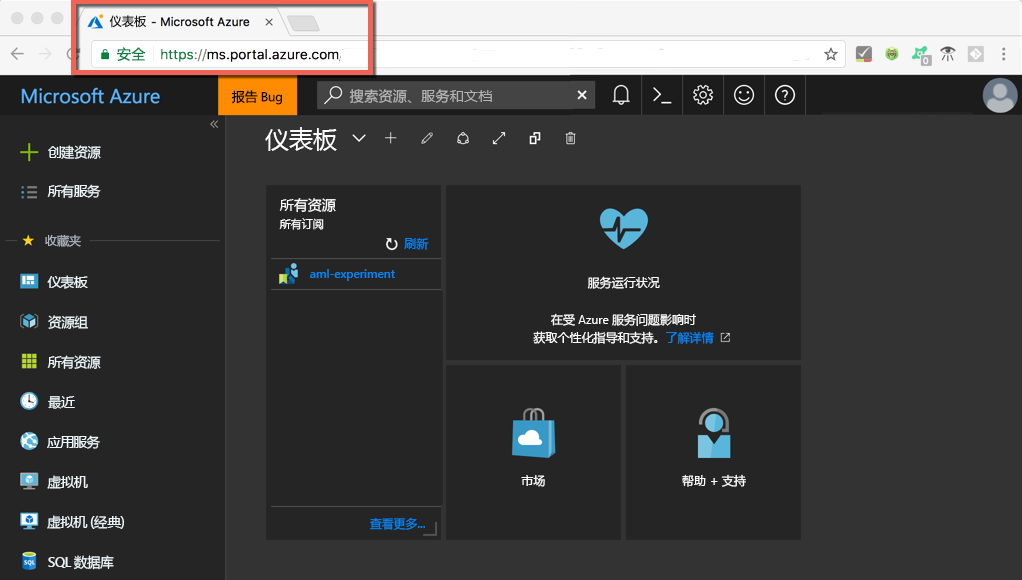 仪表板 - Microsoft Azure
安全 https://ms.portal.azure.com
Microsoft Azure
报告 Bug
搜索资源、服务和文档
仪表板
创建资源
所有服务
收藏夹
仪表板
资源组
所有资源
最近
应用服务
虚拟机
虚拟机 (经典)
SQL 数据库
所有资源
所有订阅
刷新
aml-experiment
查看更多...
服务运行状况
在受 Azure 服务问题影响时
获取个性化指导和支持。了解详情
市场
帮助 + 支持
0
SQL